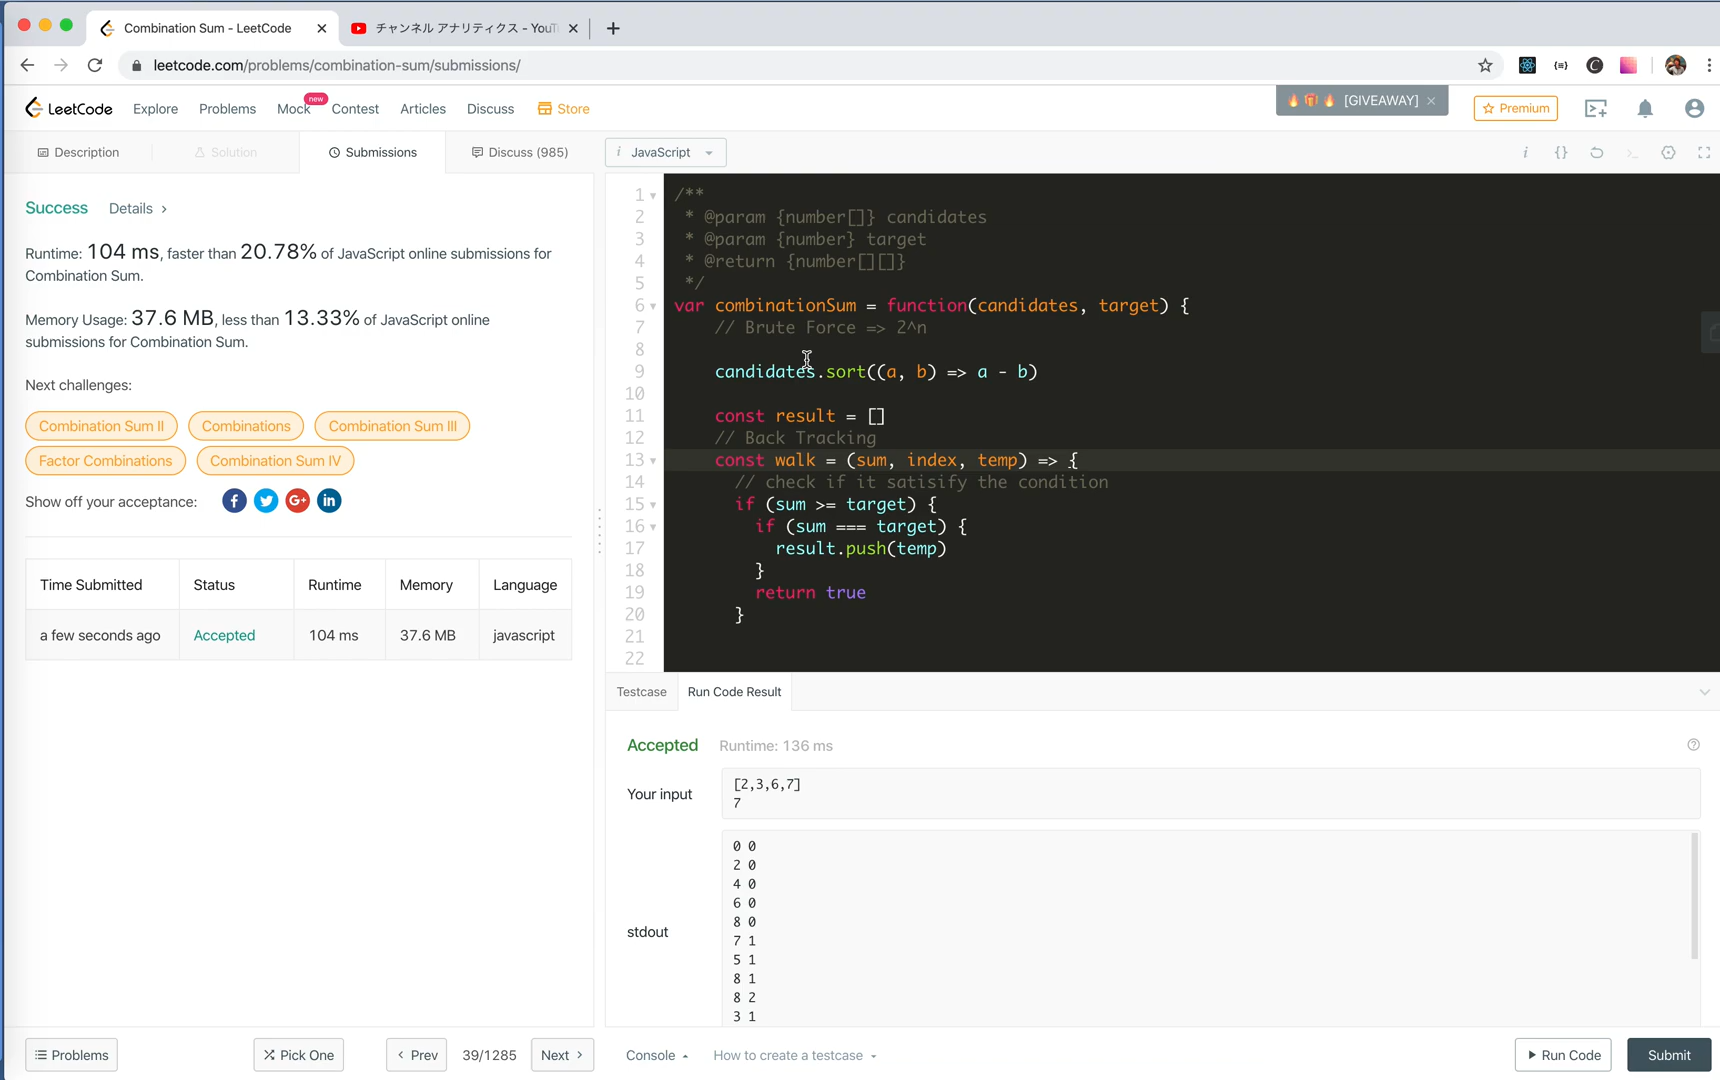 Combination Sum - LeetCode
チャンネル アナリティクス - YouT
leetcode.com/problems/combination-sum/submissions/
LeetCode
Explore
Problems
Mock
new
Contest
Articles
Discuss
Store
[GIVEAWAY]
Premium
Description
Solution
Submissions
Discuss (985)
JavaScript
Success
Details
Runtime: 104 ms, faster than 20.78% of JavaScript online submissions for
Combination Sum.
Memory Usage: 37.6 MB, less than 13.33% of JavaScript online
submissions for Combination Sum.
Next challenges:
Combination Sum II
Combinations
Combination Sum III
Factor Combinations
Combination Sum IV
Show off your acceptance:
Time Submitted Status Runtime Memory Language
a few seconds ago Accepted 104 ms 37.6 MB javascript
1 /**
2 * @param {number[]} candidates
3 * @param {number} target
4 * @return {number[][]}
5 */
6 var combinationSum = function(candidates, target) {
7 // Brute Force => 2^n
8
9 candidates.sort((a, b) => a - b)
10
11 const result = []
12 // Back Tracking
13 const walk = (sum, index, temp) => {
14 // check if it satisify the condition
15 if (sum >= target) {
16 if (sum === target) {
17 result.push(temp)
18 }
19 return true
20 }
21
22
Testcase
Run Code Result
Accepted
Runtime: 136 ms
Your input
[2,3,6,7]
7
stdout
0 0
2 0
4 0
6 0
8 0
7 1
5 1
8 1
8 2
3 1
Problems
Pick One
Prev
39/1285
Next
Console
How to create a testcase
Run Code
Submit